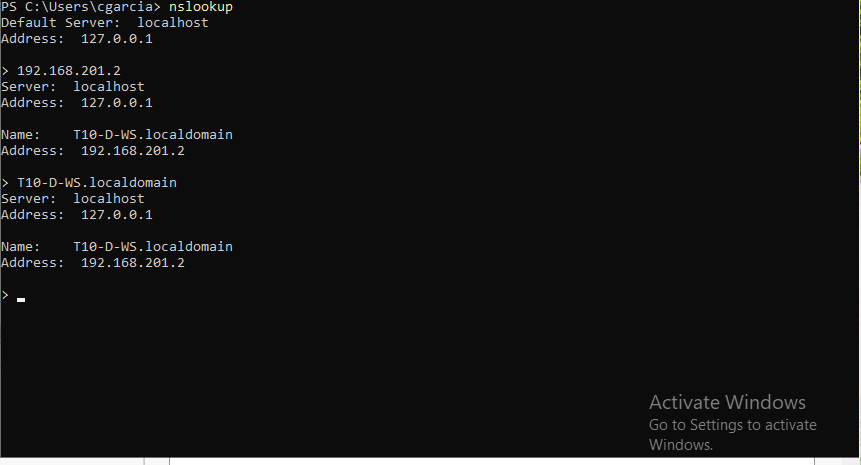 PS C:\Users\cgarcia> nslookup
Default Server:  localhost
Address:  127.0.0.1

> 192.168.201.2
Server:  localhost
Address:  127.0.0.1

Name:    T10-D-WS.localdomain
Address:  192.168.201.2

> T10-D-WS.localdomain
Server:  localhost
Address:  127.0.0.1

Name:    T10-D-WS.localdomain
Address:  192.168.201.2

>
Activate Windows
Go to Settings to activate
Windows.